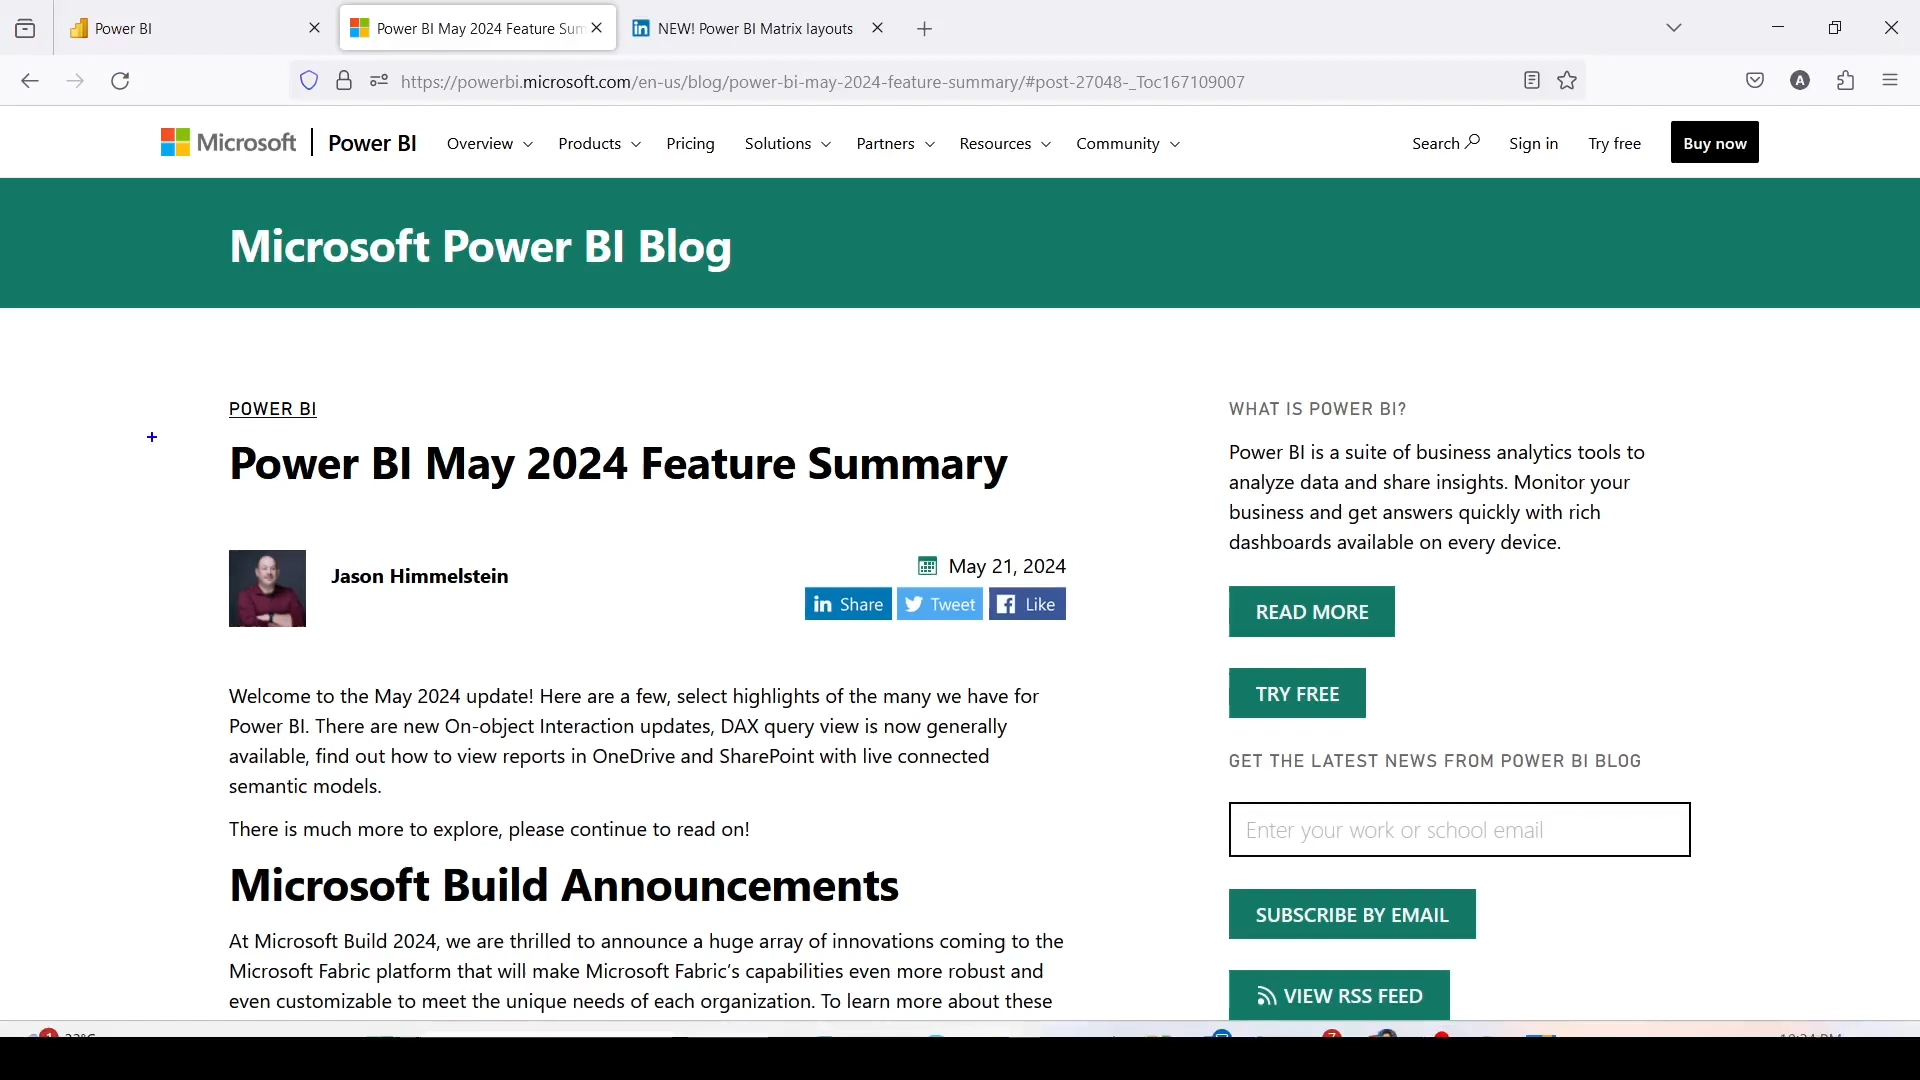 Power BI
Power BI May 2024 Feature Sum
NEW! Power BI Matrix layouts
https://powerbi.microsoft.com/en-us/blog/power-bi-may-2024-feature-summary/#post-27048-_Toc167109007
A
Microsoft
Power BI
Overview
Products
Pricing
Solutions
Partners
Resources
Community
Search
Sign in
Try free
Buy now
Microsoft Power BI Blog
POWER BI
Power BI May 2024 Feature Summary
Jason Himmelstein
May 21, 2024
in Share
Tweet
Like
Welcome to the May 2024 update! Here are a few, select highlights of the many we have for
Power BI. There are new On-object Interaction updates, DAX query view is now generally
available, find out how to view reports in OneDrive and SharePoint with live connected
semantic models.
There is much more to explore, please continue to read on!
Microsoft Build Announcements
At Microsoft Build 2024, we are thrilled to announce a huge array of innovations coming to the
Microsoft Fabric platform that will make Microsoft Fabric’s capabilities even more robust and
even customizable to meet the unique needs of each organization. To learn more about these
WHAT IS POWER BI?
Power BI is a suite of business analytics tools to
analyze data and share insights. Monitor your
business and get answers quickly with rich
dashboards available on every device.
READ MORE
TRY FREE
GET THE LATEST NEWS FROM POWER BI BLOG
Enter your work or school email
SUBSCRIBE BY EMAIL
VIEW RSS FEED